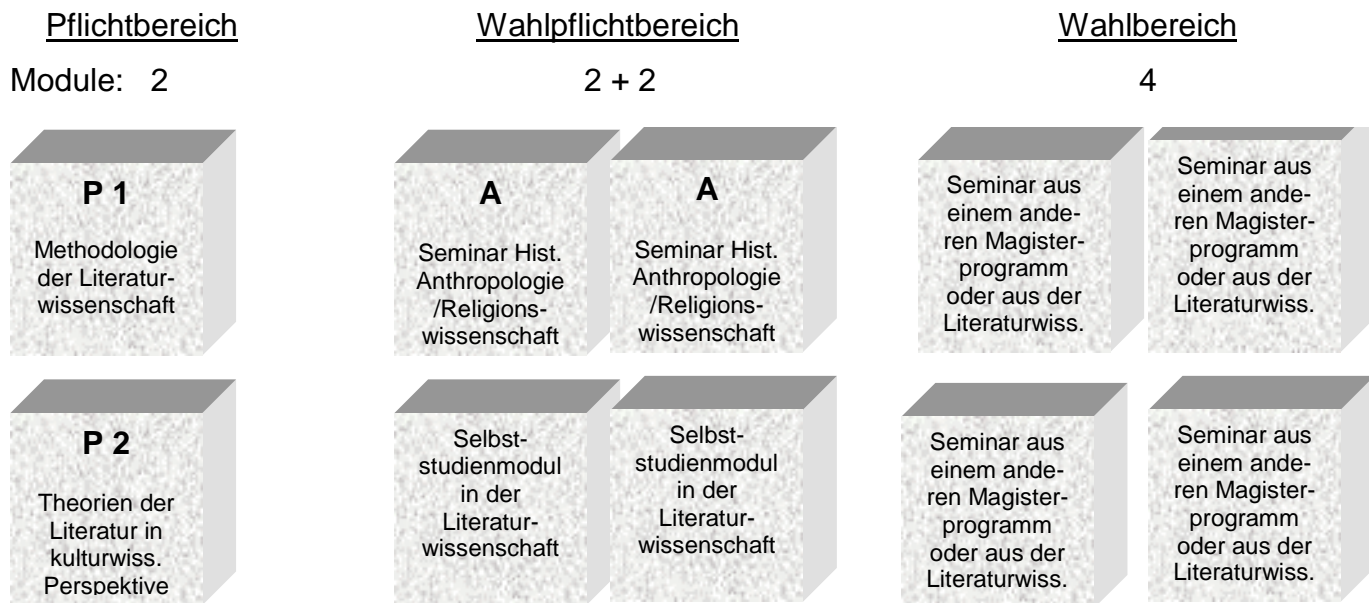 Pflichtbereich
Wahlpflichtbereich
Wahlbereich
Module: 2
2 + 2
4
P 1
Methodologie
der Literatur-
wissenschaft
A
Seminar Hist.
Anthropologie
/Religions-
wissenschaft
A
Seminar Hist.
Anthropologie
/Religions-
wissenschaft
Seminar aus
einem ande-
ren Magister-
programm
oder aus der
Literaturwiss.
Seminar aus
einem ande-
ren Magister-
programm
oder aus der
Literaturwiss.
P 2
Theorien der
Literatur in
kulturwiss.
Perspektive
Selbst-
studienmodul
in der
Literatur-
wissenschaft
Selbst-
studienmodul
in der
Literatur-
wissenschaft
Seminar aus
einem ande-
ren Magister-
programm
oder aus der
Literaturwiss.
Seminar aus
einem ande-
ren Magister-
programm
oder aus der
Literaturwiss.